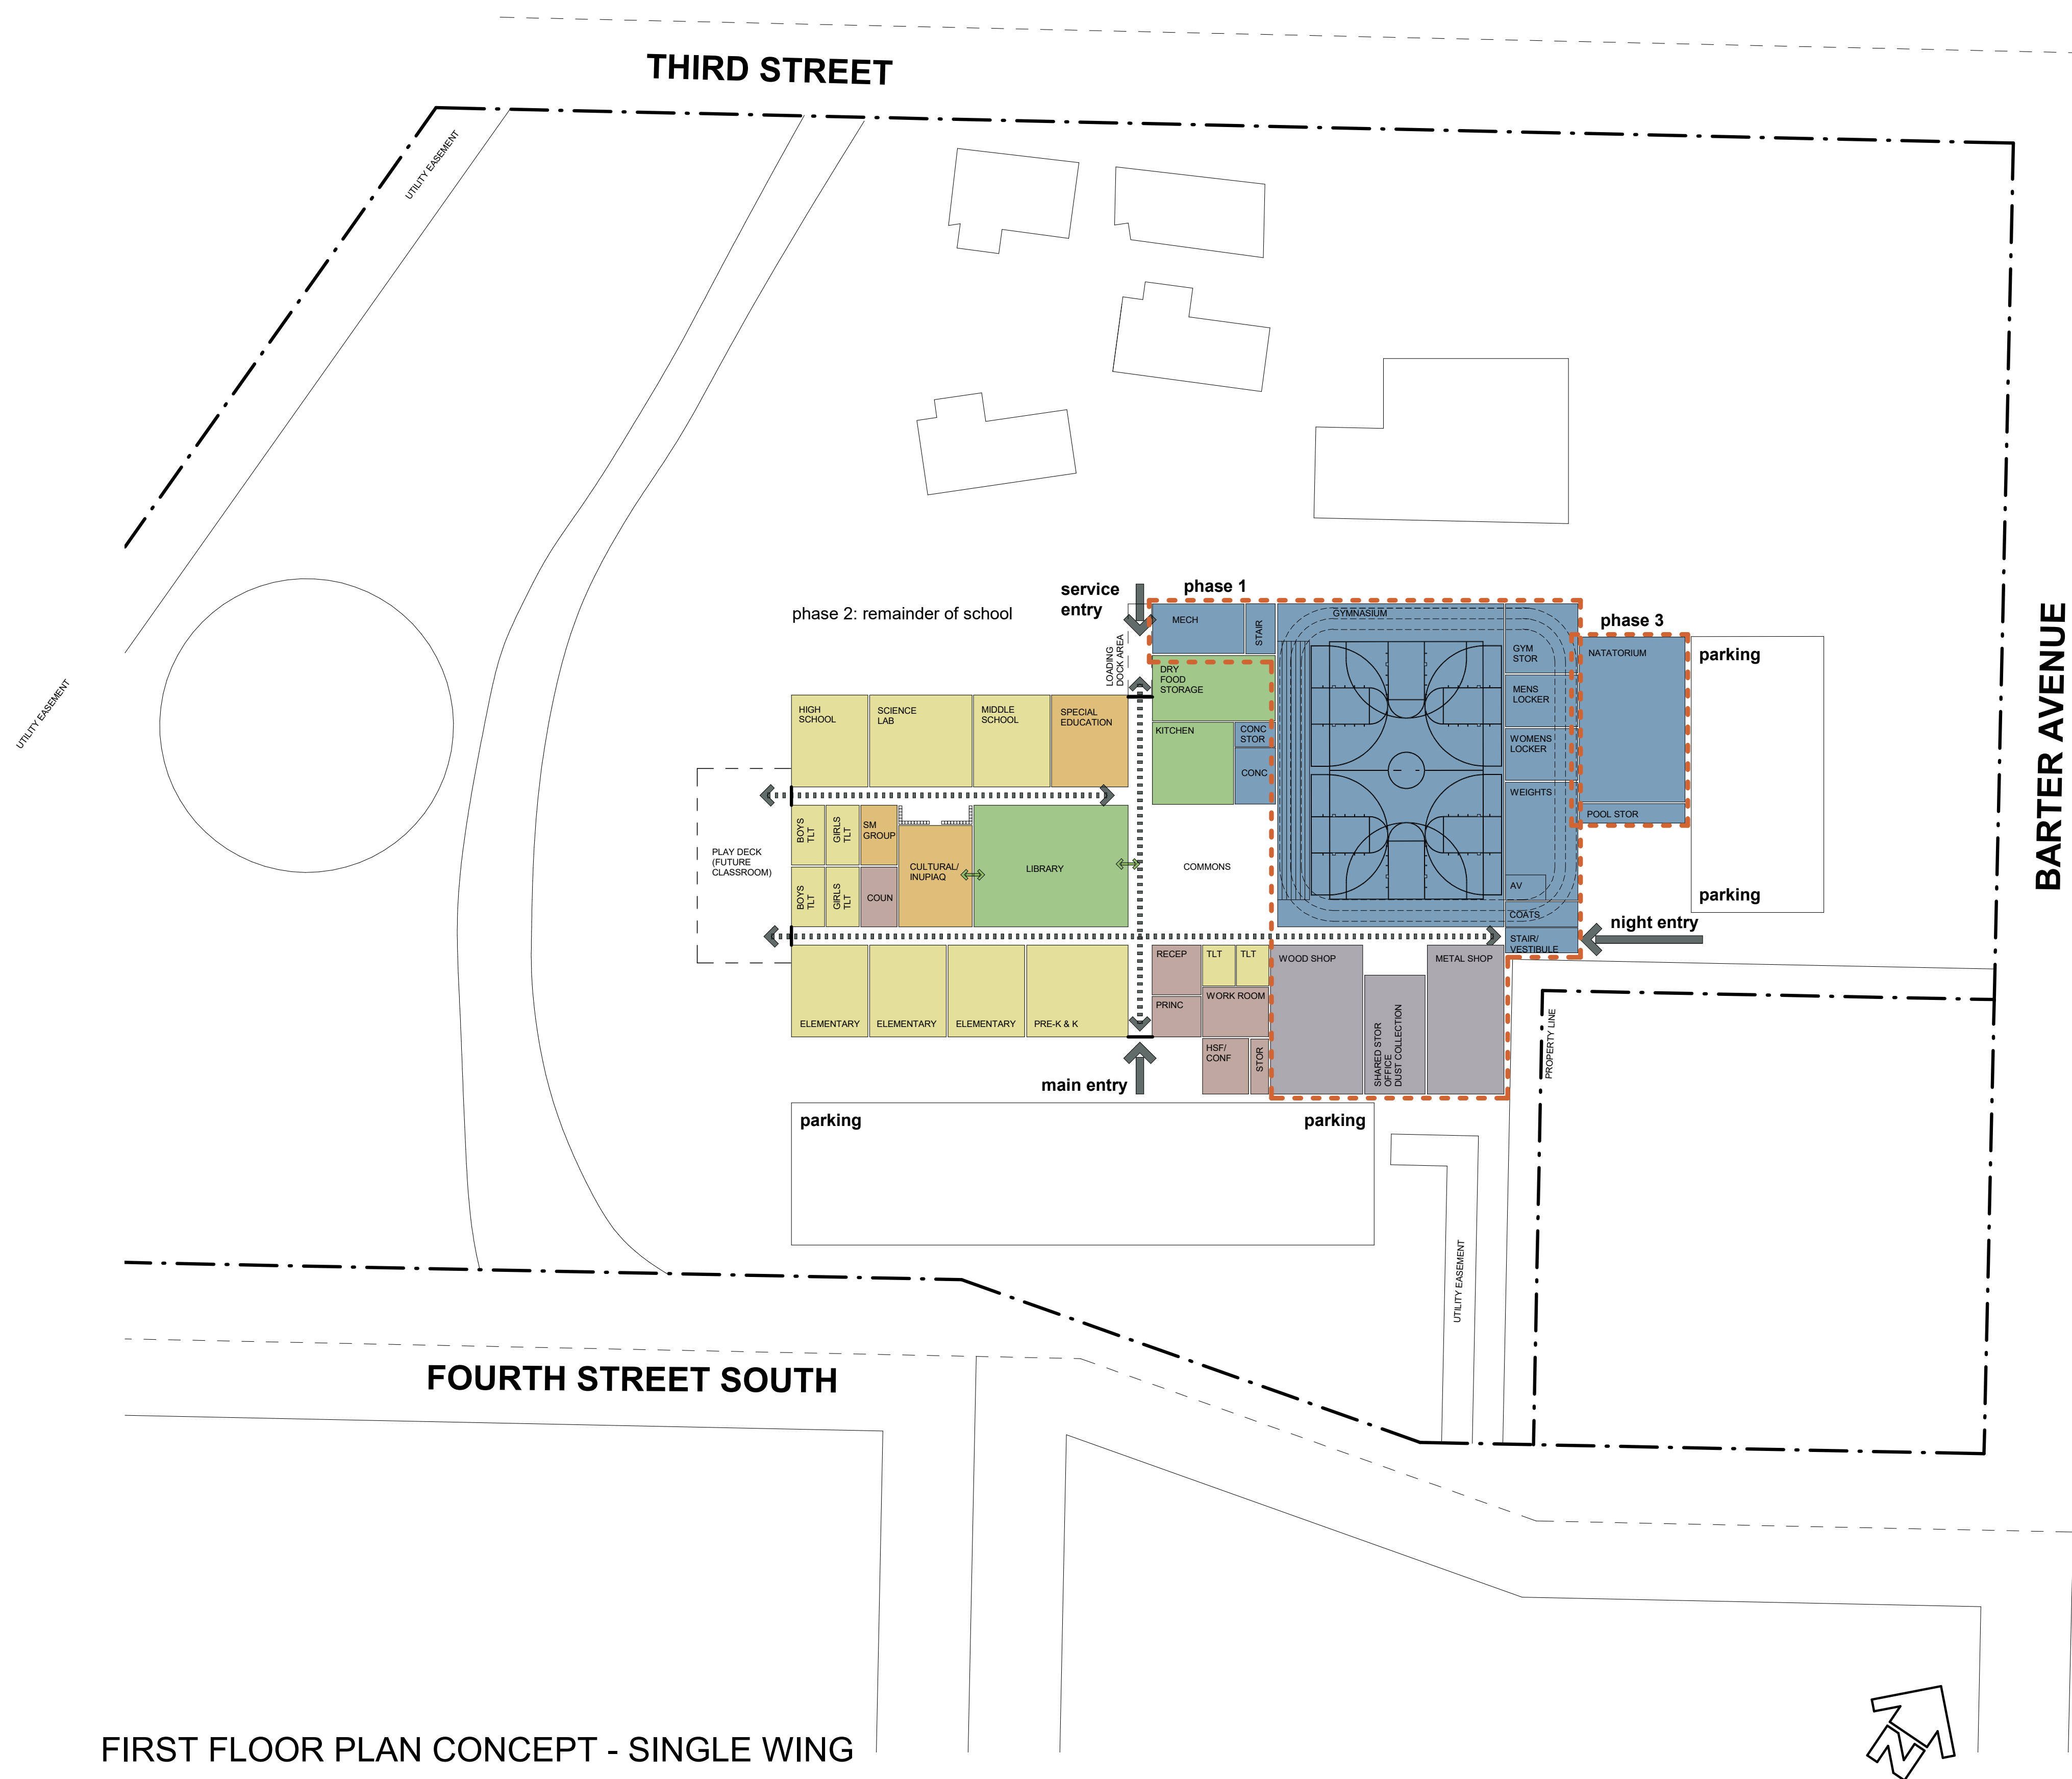 THIRD STREET
UTILITY EASEMENT
UTILITY EASEMENT
BARTER AVENUE
service
entry
phase 1
phase 2: remainder of school
phase 3
LOADING
DOCK AREA
MECH
STAIR
GYMNASIUM
DRY
FOOD
STORAGE
GYM
STOR
NATATORIUM
parking
HIGH
SCHOOL
SCIENCE
LAB
MIDDLE
SCHOOL
SPECIAL
EDUCATION
MENS
LOCKER
KITCHEN
CONC
STOR
CONC
WOMENS
LOCKER
WEIGHTS
POOL STOR
BOYS
TLT
GIRLS
TLT
SM
GROUP
PLAY DECK
(FUTURE
CLASSROOM)
CULTURAL/
INUPIAQ
LIBRARY
COMMONS
BOYS
TLT
GIRLS
TLT
COUN
AV
parking
COATS
night entry
STAIR/
VESTIBULE
RECEP
TLT
TLT
WOOD SHOP
METAL SHOP
WORK ROOM
PRINC
ELEMENTARY
ELEMENTARY
ELEMENTARY
PRE-K & K
HSF/
CONF
STOR
SHARED STOR
OFFICE
DUST COLLECTION
PROPERTY LINE
main entry
parking
parking
UTILITY EASEMENT
FOURTH STREET SOUTH
FIRST FLOOR PLAN CONCEPT - SINGLE WING
N